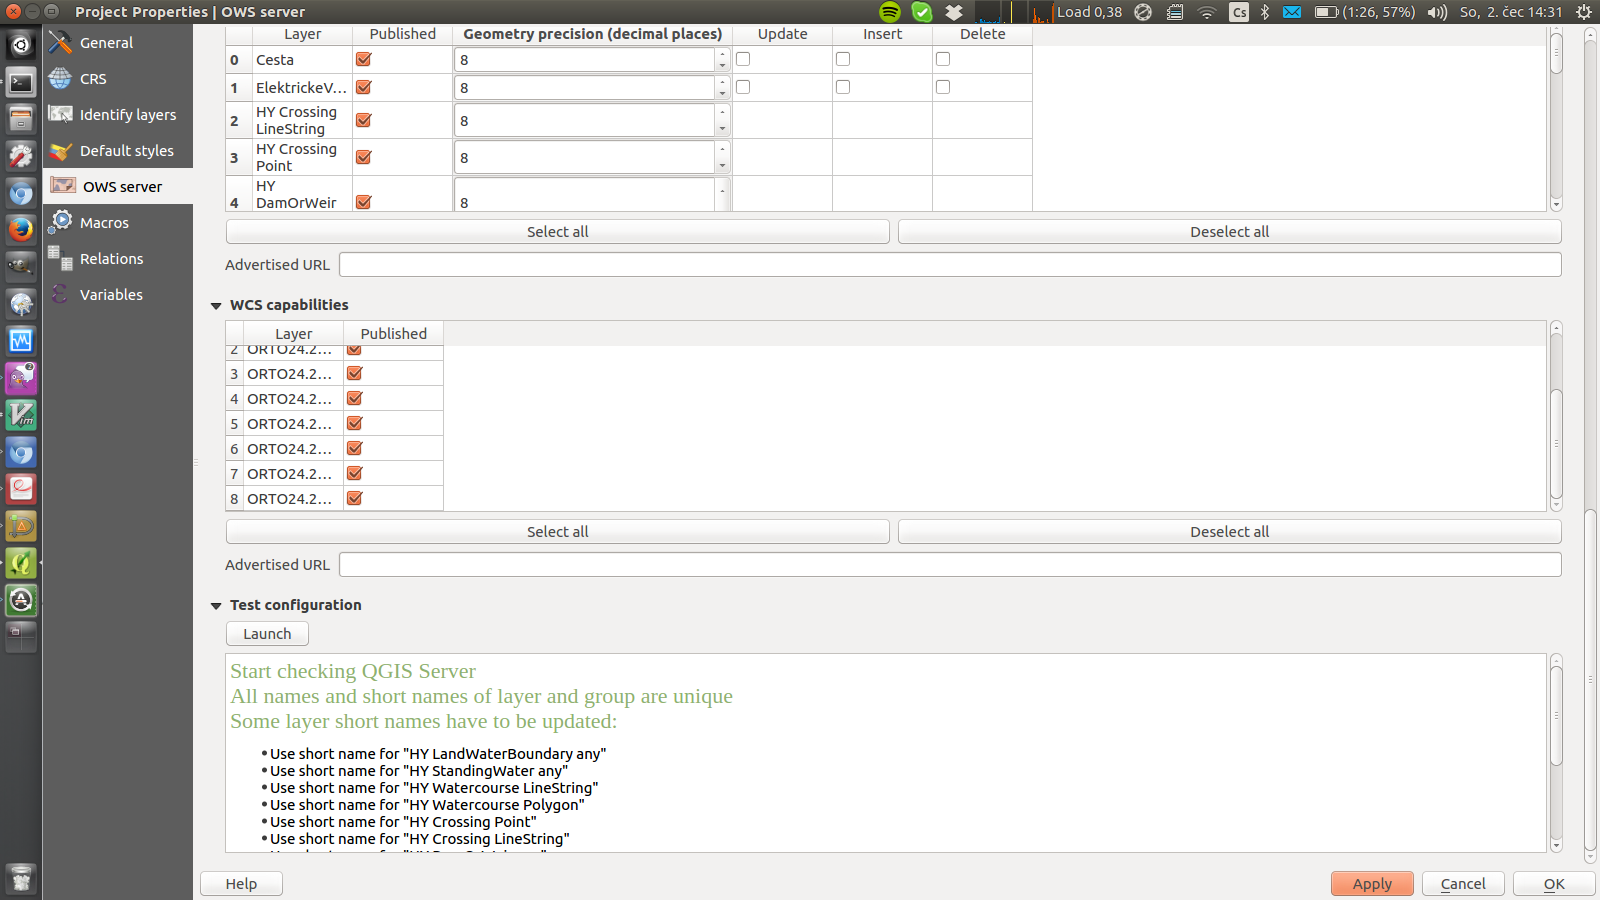 Project Properties | OWS server
Load 0,38
Cs
(1:26, 57%)
So, 2. čec 14:31
General
CRS
Identify layers
Default styles
OWS server
Macros
Relations
Variables
Layer Published Geometry precision (decimal places) Update Insert Delete
0 Cesta 8
1 ElektrickeV... 8
2 HY Crossing LineString 8
3 HY Crossing Point 8
4 HY DamOrWeir 8
Select all Deselect all
Advertised URL
WCS capabilities
Layer Published
2 ORTO24.2...
3 ORTO24.2...
4 ORTO24.2...
5 ORTO24.2...
6 ORTO24.2...
7 ORTO24.2...
8 ORTO24.2...
Select all Deselect all
Advertised URL
Test configuration
Launch
Start checking QGIS Server
All names and short names of layer and group are unique
Some layer short names have to be updated:
• Use short name for "HY LandWaterBoundary any"
• Use short name for "HY StandingWater any"
• Use short name for "HY Watercourse LineString"
• Use short name for "HY Watercourse Polygon"
• Use short name for "HY Crossing Point"
• Use short name for "HY Crossing LineString"
Help Apply Cancel OK